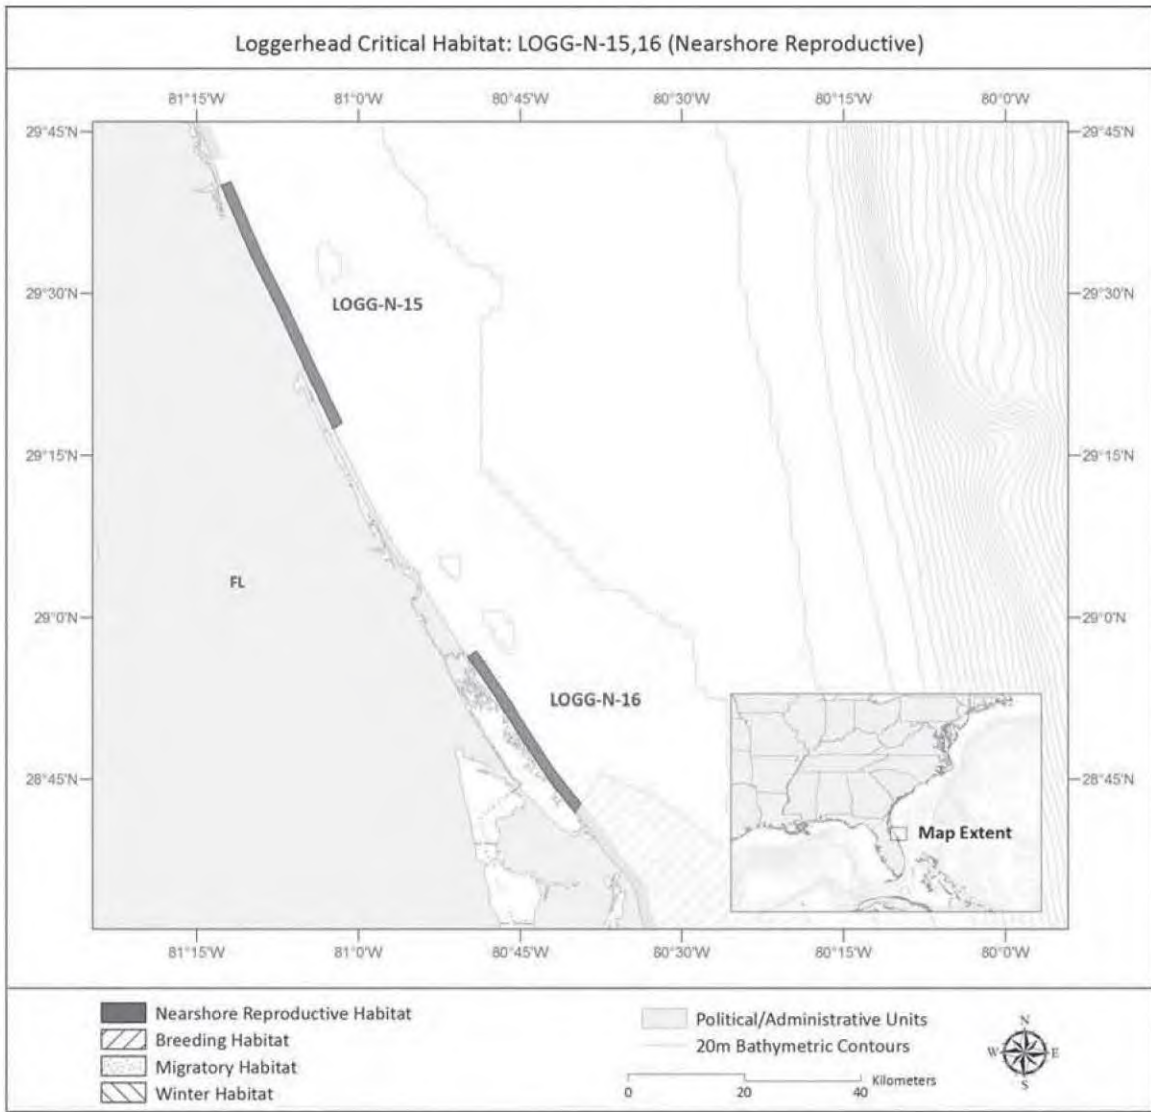 Loggerhead Critical Habitat: LOGG-N-15,16 (Nearshore Reproductive)
81°15'W 81°0'W 80°45'W 80°30'W 80°15'W 80°0'W
29°45'N 29°45'N
29°30'N LOGG-N-15 29°30'N
29°15'N 29°15'N
FL
29°0'N 29°0'N
LOGG-N-16
28°45'N 28°45'N
Map Extent
81°15'W 81°0'W 80°45'W 80°30'W 80°15'W 80°0'W
Nearshore Reproductive Habitat
Breeding Habitat
Migratory Habitat
Winter Habitat
Political/Administrative Units
20m Bathymetric Contours
0 20 40 Kilometers
N
W E
S